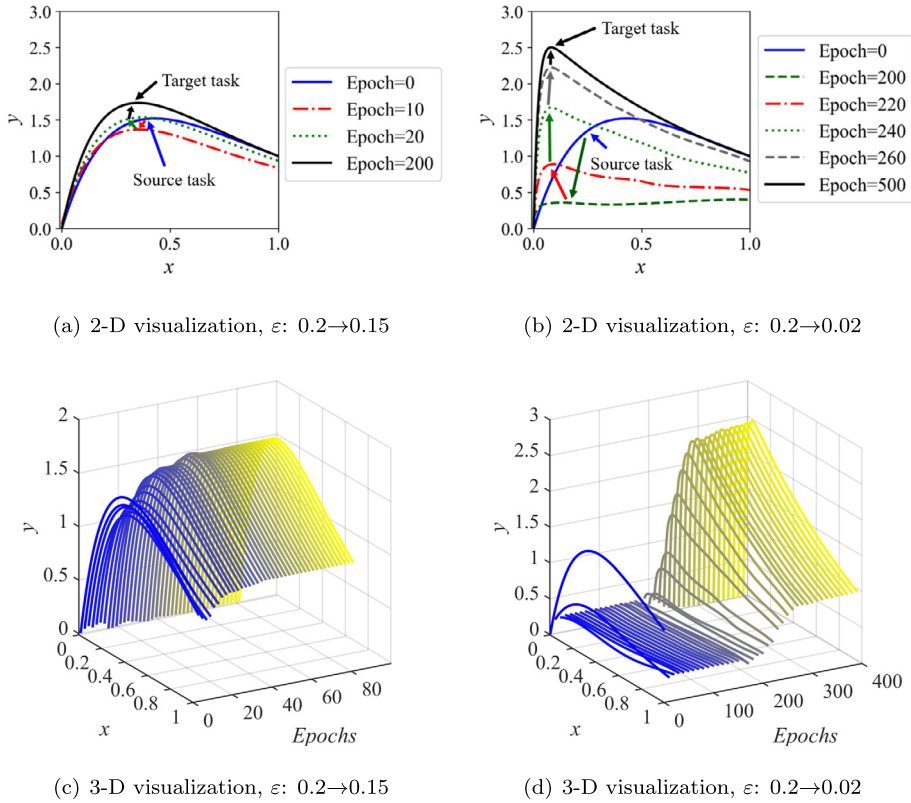 3.0
2.5
2.0
1.5
1.0
0.5
0.0
y
0.0
0.5
1.0
x
Target task
Source task
Epoch=0
Epoch=10
Epoch=20
Epoch=200
(a) 2-D visualization, ε: 0.2→0.15
3.0
2.5
2.0
1.5
1.0
0.5
0.0
y
0.0
0.5
1.0
x
Target task
Source task
Epoch=0
Epoch=200
Epoch=220
Epoch=240
Epoch=260
Epoch=500
(b) 2-D visualization, ε: 0.2→0.02
2
1.5
1
0.5
0
y
0
0.2
0.4
0.6
0.8
1
x
0
20
40
60
80
Epochs
(c) 3-D visualization, ε: 0.2→0.15
3
2.5
2
1.5
1
0.5
0
y
0
0.2
0.4
0.6
0.8
1
x
0
100
200
300
400
Epochs
(d) 3-D visualization, ε: 0.2→0.02